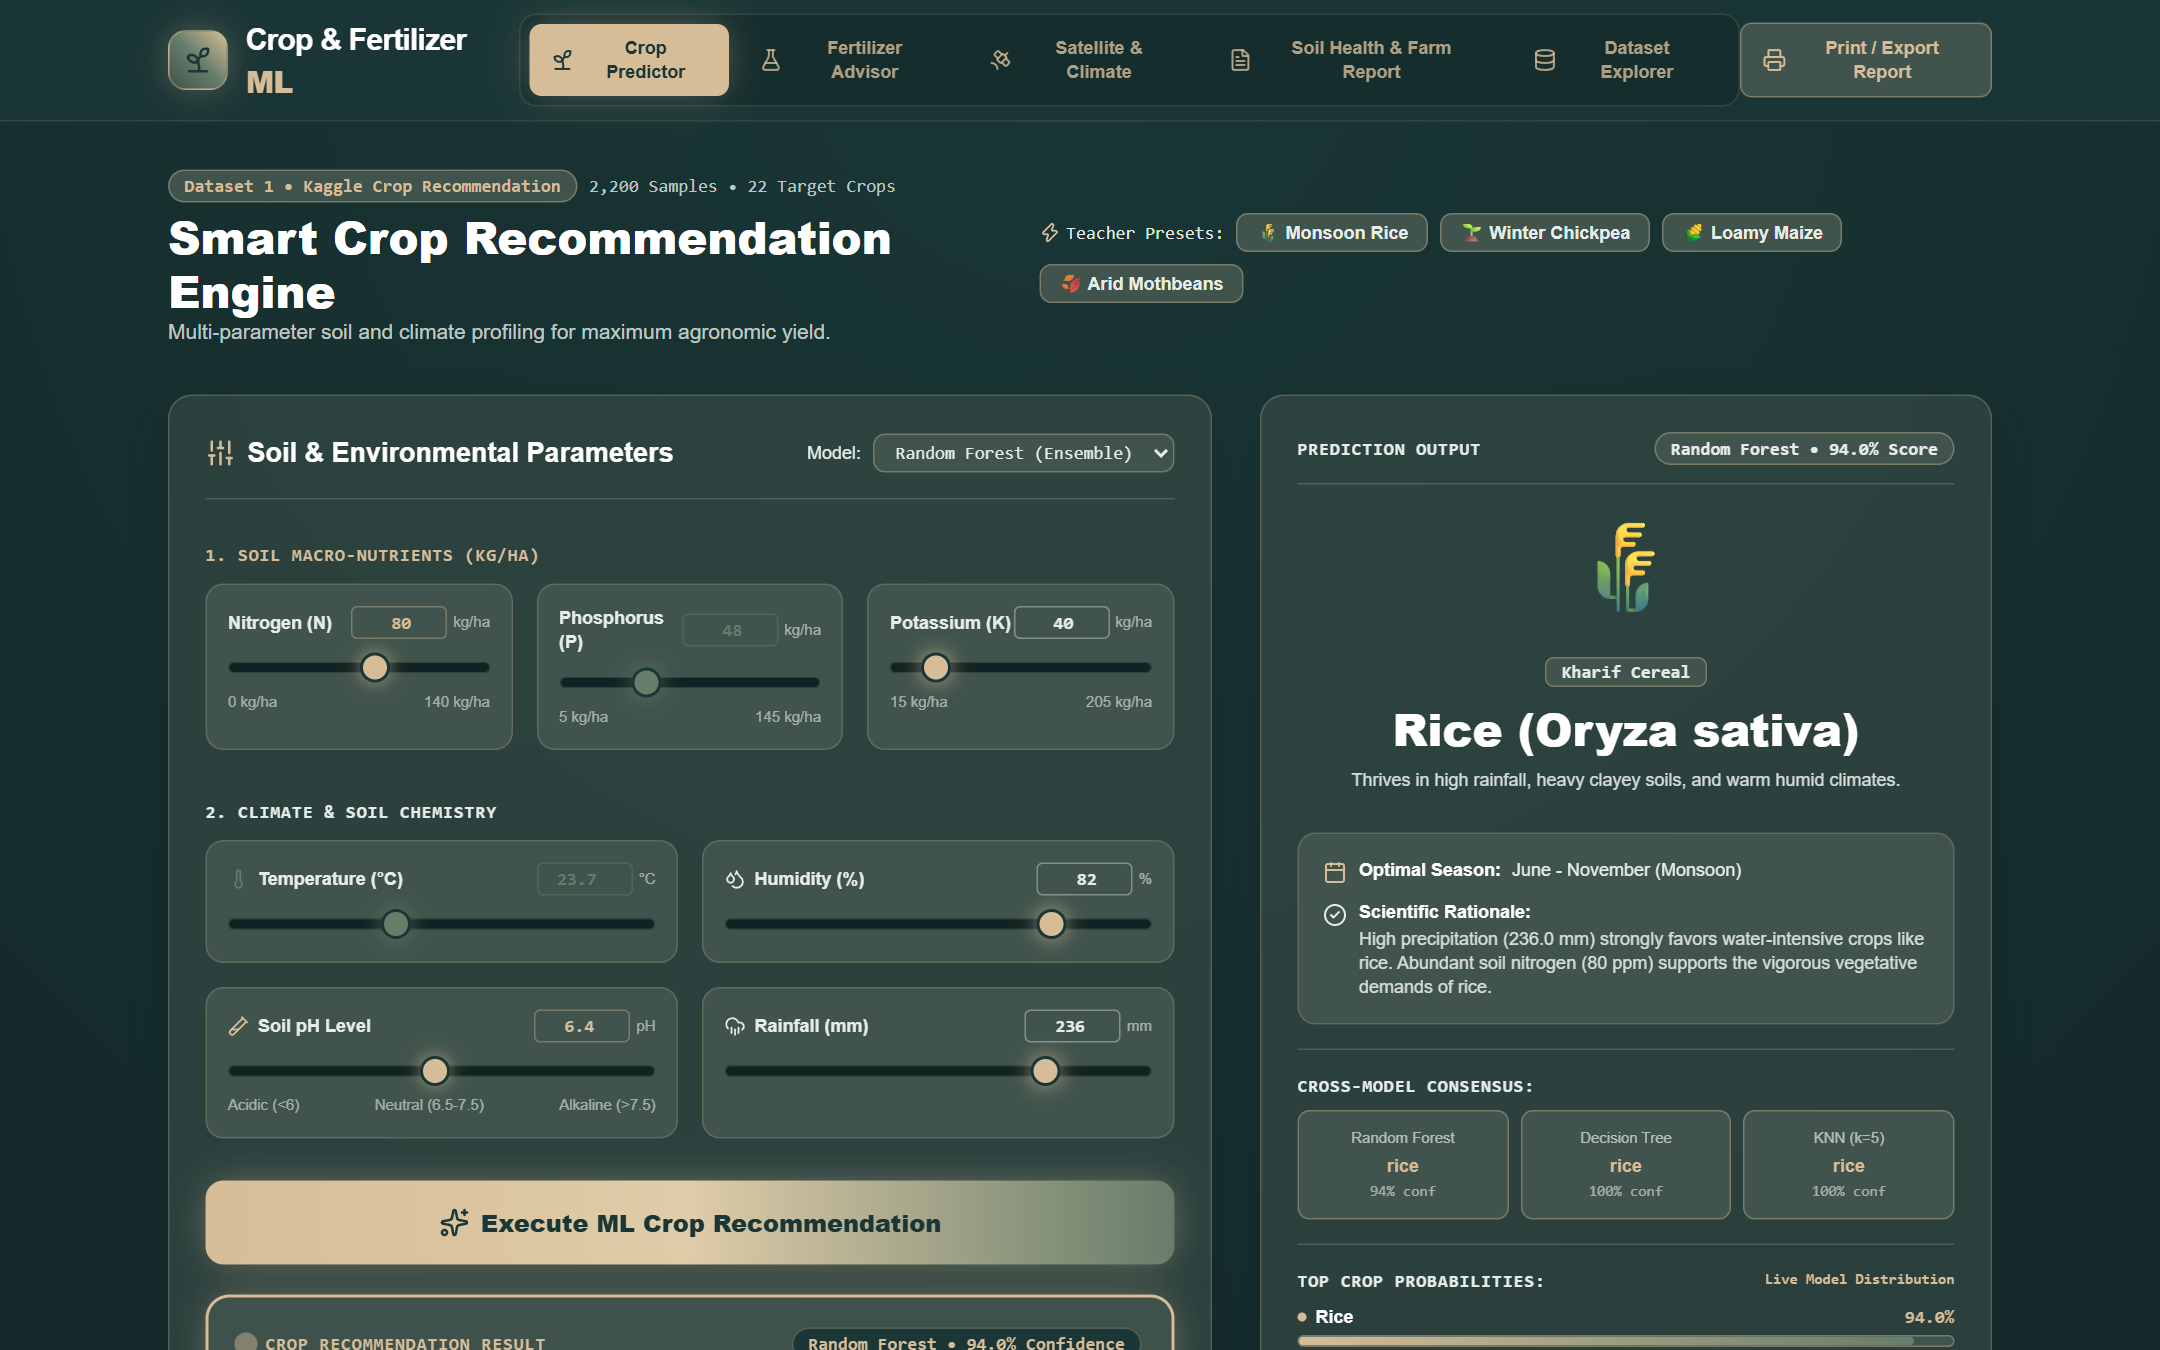 Crop & Fertilizer
ML
Crop
Predictor
Fertilizer
Advisor
Satellite &
Climate
Soil Health & Farm
Report
Dataset
Explorer
Print / Export
Report
Dataset 1 • Kaggle Crop Recommendation
2,200 Samples • 22 Target Crops
Smart Crop Recommendation
Engine
Multi-parameter soil and climate profiling for maximum agronomic yield.
Teacher Presets:
Monsoon Rice
Winter Chickpea
Loamy Maize
Arid Mothbeans
Soil & Environmental Parameters
Model:
Random Forest (Ensemble)
1. SOIL MACRO-NUTRIENTS (KG/HA)
Nitrogen (N)
80
kg/ha
0 kg/ha
140 kg/ha
Phosphorus
(P)
48
kg/ha
5 kg/ha
145 kg/ha
Potassium (K)
40
kg/ha
15 kg/ha
205 kg/ha
2. CLIMATE & SOIL CHEMISTRY
Temperature (°C)
23.7
°C
Humidity (%)
82
%
Soil pH Level
6.4
pH
Acidic (<6)
Neutral (6.5-7.5)
Alkaline (>7.5)
Rainfall (mm)
236
mm
Execute ML Crop Recommendation
CROP RECOMMENDATION RESULT
Random Forest • 94.0% Confidence
PREDICTION OUTPUT
Random Forest • 94.0% Score
Kharif Cereal
Rice (Oryza sativa)
Thrives in high rainfall, heavy clayey soils, and warm humid climates.
Optimal Season: June - November (Monsoon)
Scientific Rationale:
High precipitation (236.0 mm) strongly favors water-intensive crops like
rice. Abundant soil nitrogen (80 ppm) supports the vigorous vegetative
demands of rice.
CROSS-MODEL CONSENSUS:
Random Forest
rice
94% conf
Decision Tree
rice
100% conf
KNN (k=5)
rice
100% conf
TOP CROP PROBABILITIES:
Live Model Distribution
Rice
94.0%